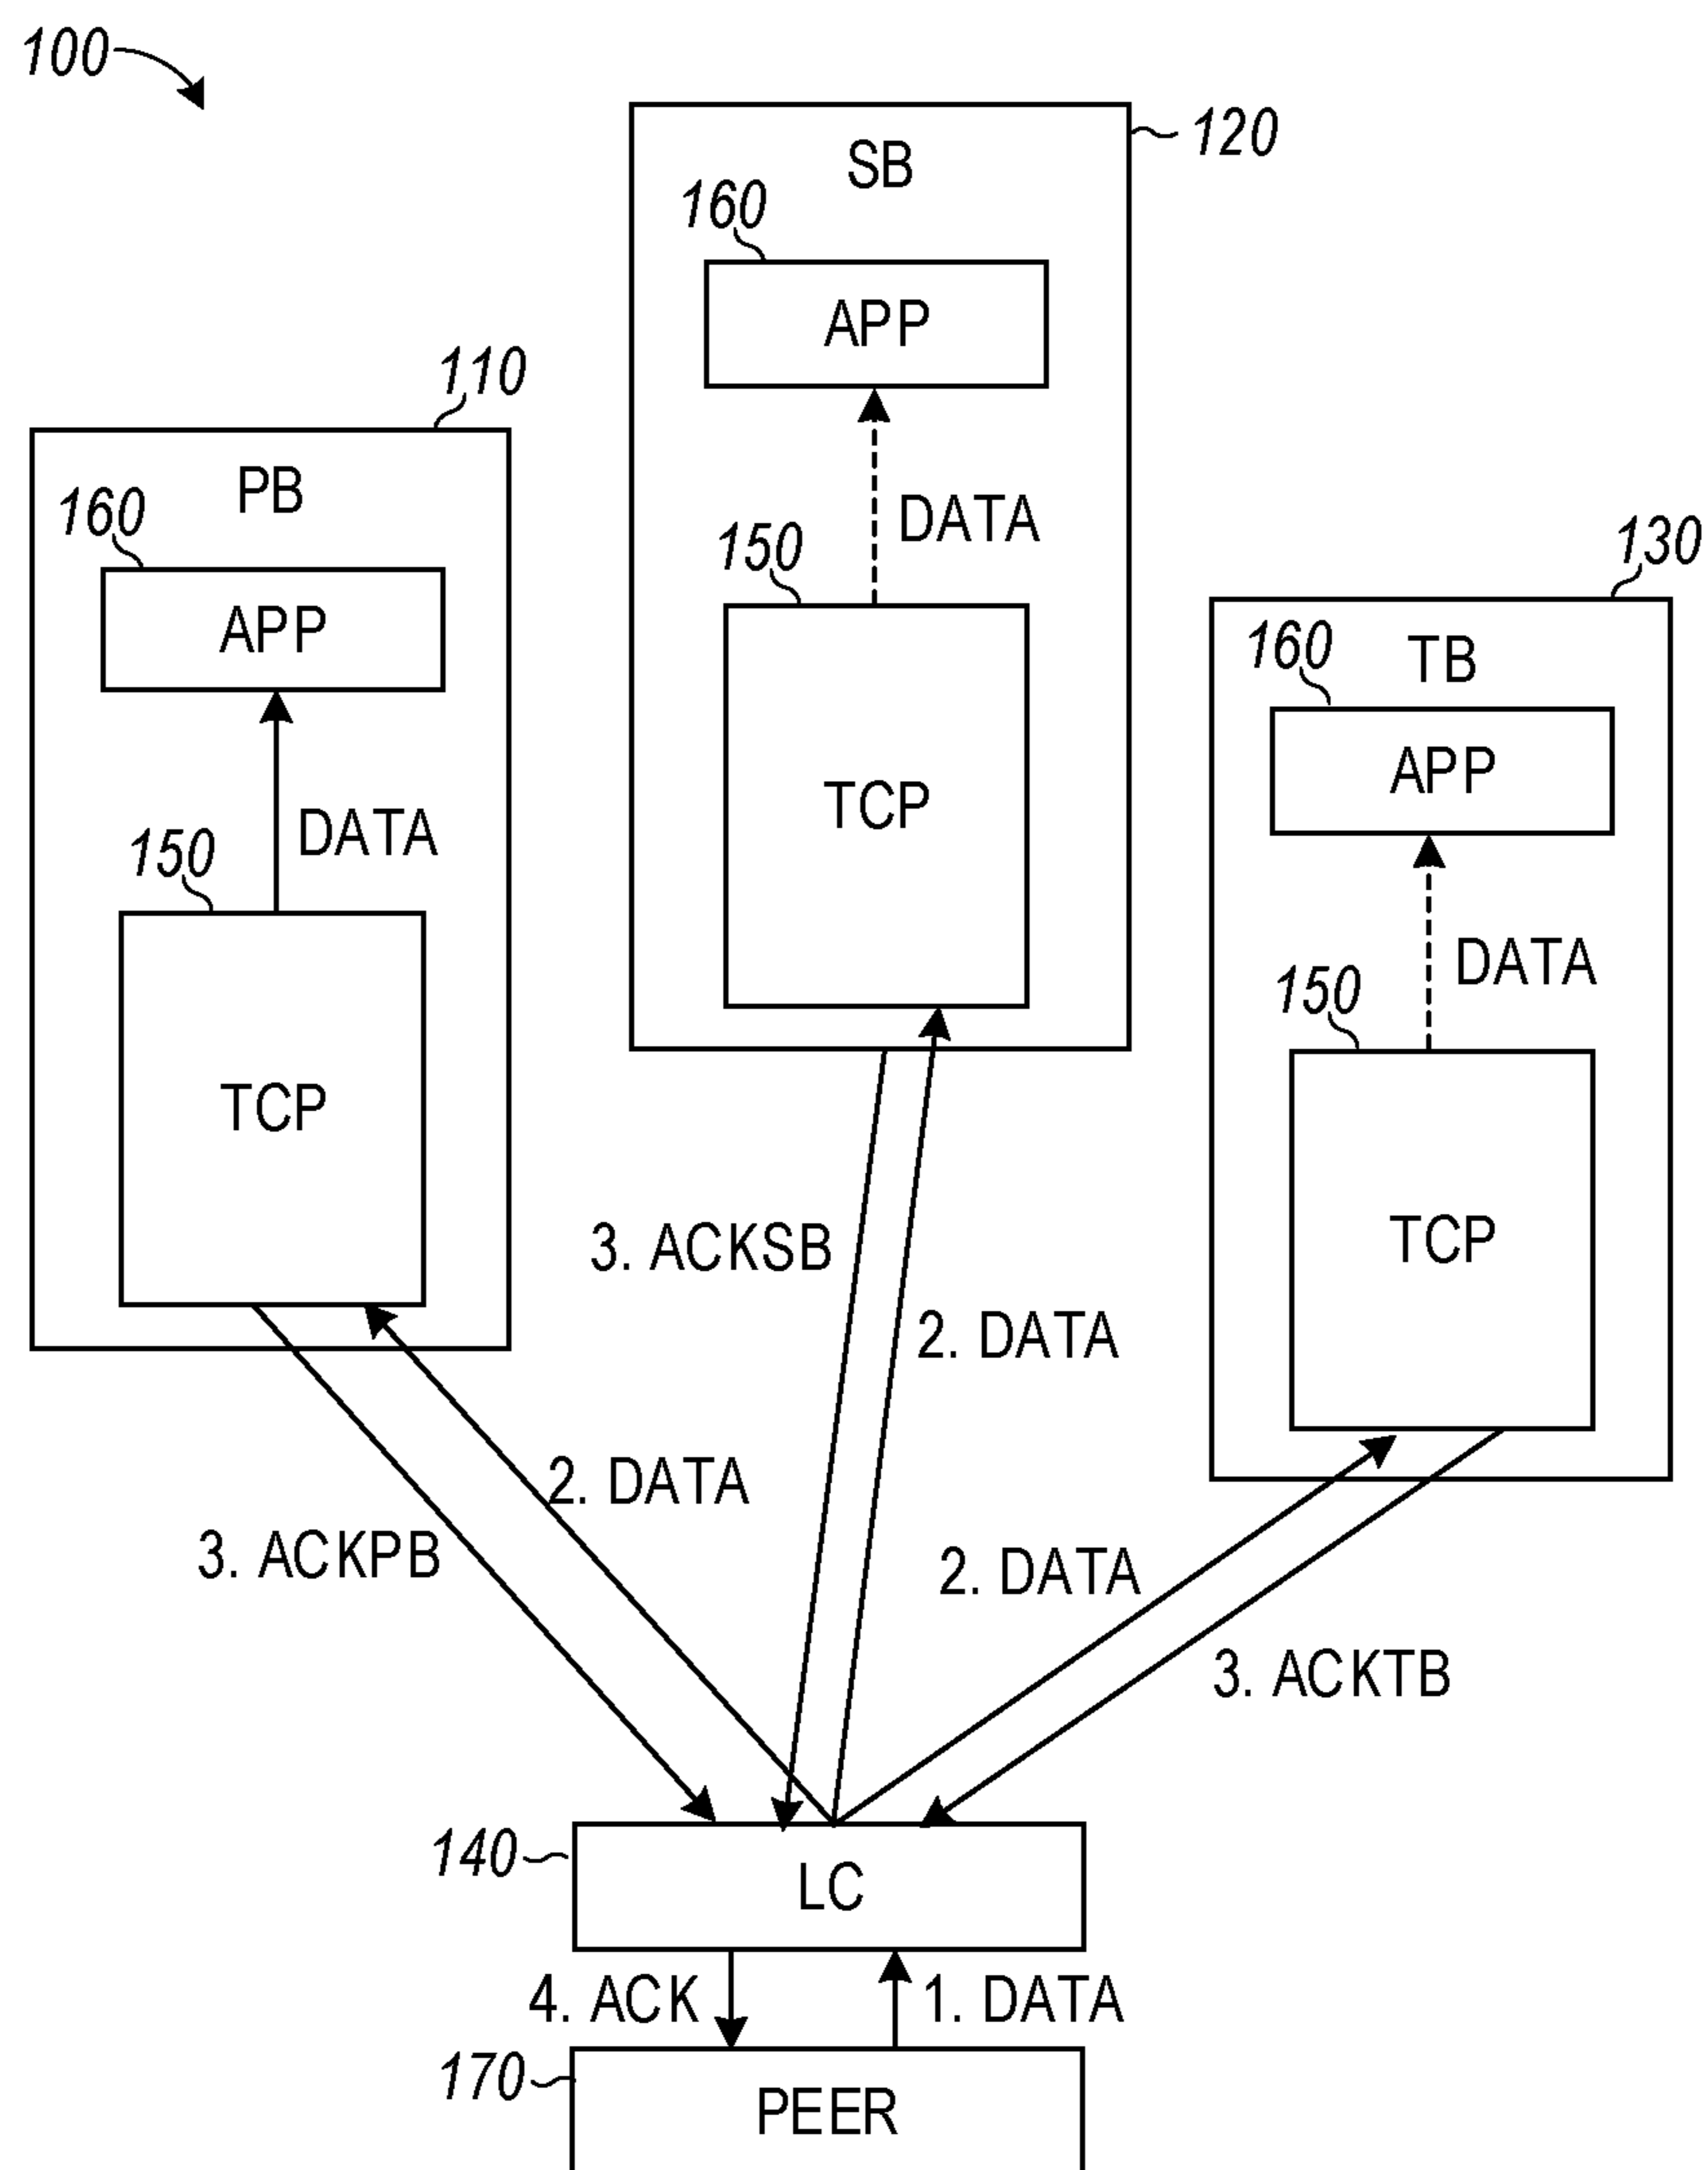 100
120
SB
160
APP
110
PB
160
DATA
150
130
APP
160
TB
APP
TCP
DATA
150
DATA
150
TCP
TCP
3. ACKSB
2. DATA
2. DATA
3. ACKPB
2. DATA
3. ACKTB
140
LC
4. ACK
1. DATA
170
PEER